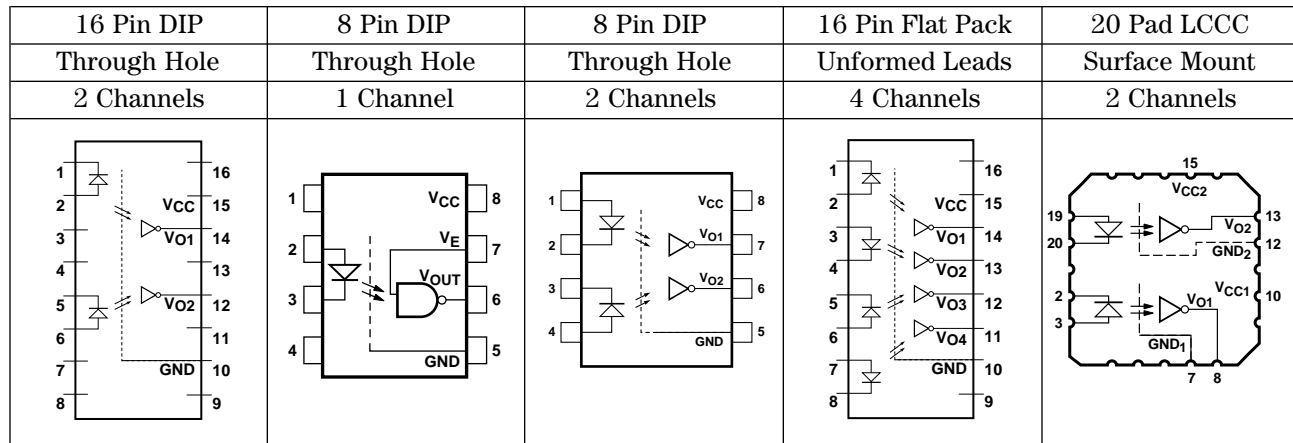 16 Pin DIP
8 Pin DIP
8 Pin DIP
16 Pin Flat Pack
20 Pad LCCC
Through Hole
Through Hole
Through Hole
Unformed Leads
Surface Mount
2 Channels
1 Channel
2 Channels
4 Channels
2 Channels
1
2
3
4
5
6
7
8
16
VCC 15
VO1 14
13
VO2 12
11
GND 10
9
1
2
3
4
VCC 8
VE 7
VOUT 6
GND 5
1
2
3
4
VCC 8
VO1 7
VO2 6
GND 5
1
2
3
4
5
6
7
8
16
VCC 15
VO1 14
VO2 13
VO3 12
VO4 11
GND 10
9
15
VCC2
19
20
VO2 13
GND2 12
2
3
VO1 VCC1 10
GND1
7 8